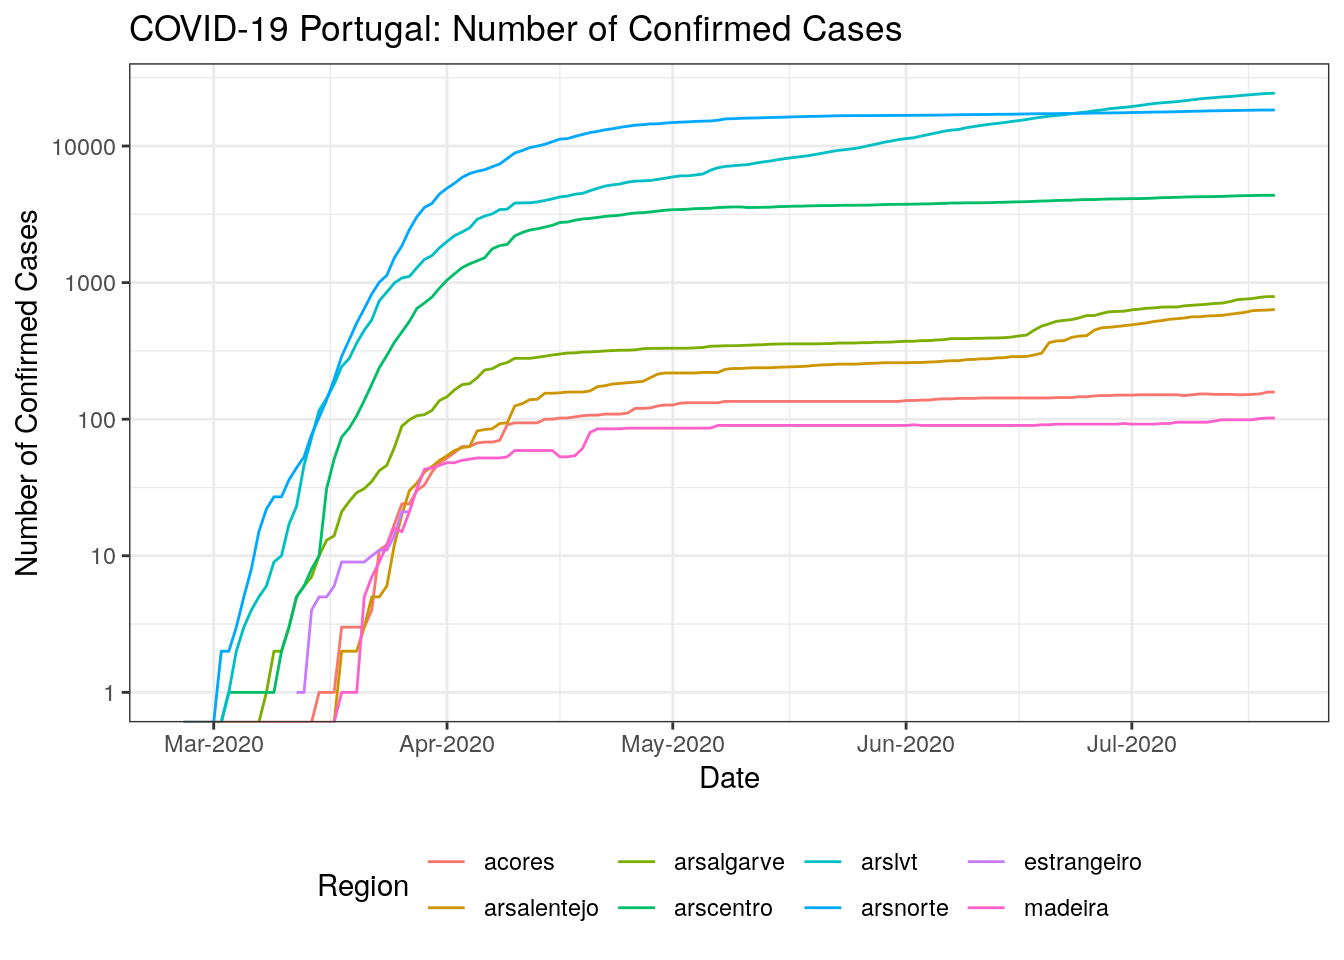 COVID-19 Portugal: Number of Confirmed Cases
Number of Confirmed Cases
10000
1000
100
10
1
Mar-2020 Apr-2020 May-2020 Jun-2020 Jul-2020
Date
Region
acores arsalgarve arslvt estrangeiro
arsalentejo arscentro arsnorte madeira